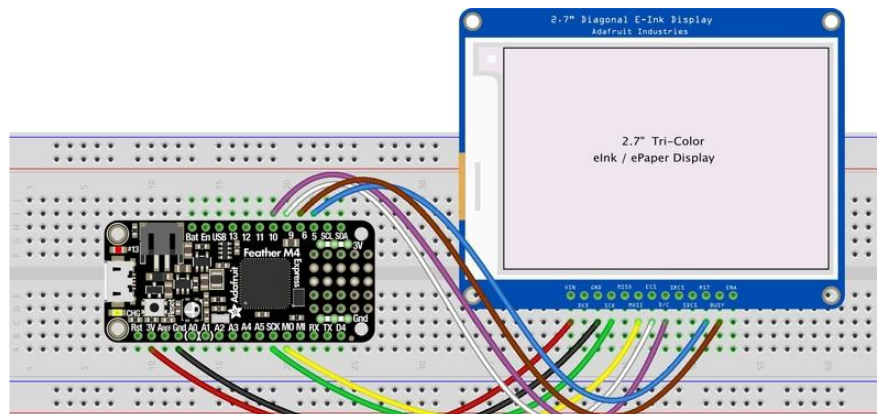 2.7" Diagonal E-Ink Display
Adafruit Industries
2.7" Tri-Color
eInk / ePaper Display
VIN GND MISO ECS SRCS RST ENA
3V3 SCK MOSI D/C SDCS BUSY
Bat En USB 13 12 11 10 9 6 5 SCL SDA
#13
3V
Feather M4
Express
Adafruit
Reset
CHG
Gnd
Rst 3V Gnd A0 A1 A2 A3 A4 A5 SCK MO MI RX TX D4